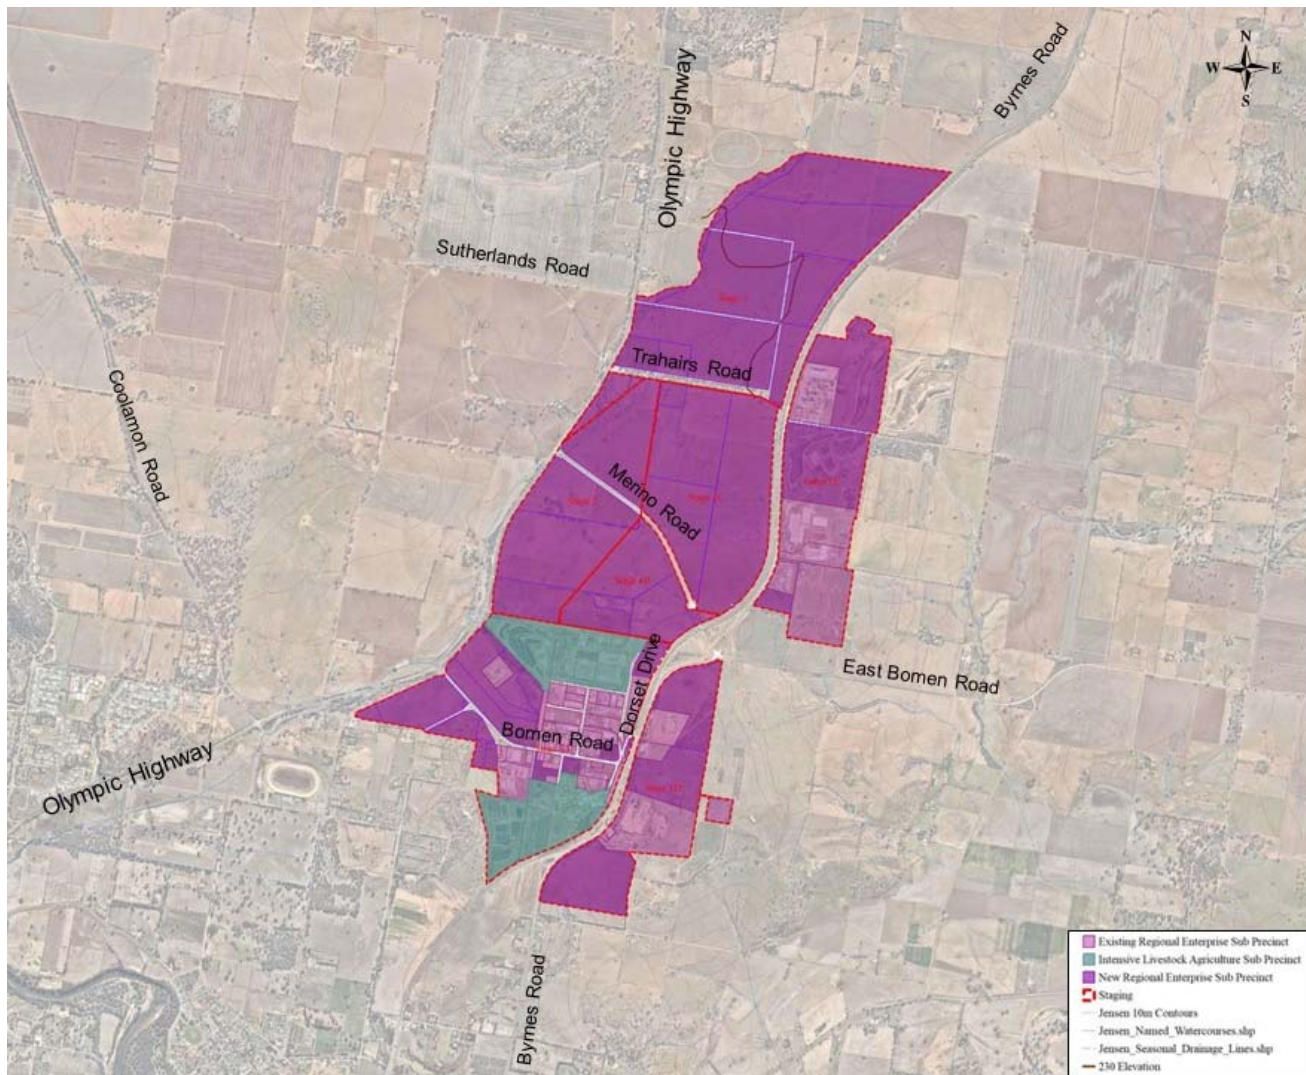 Byrnes Road
N
W E
S
Olympic Highway
Sutherlands Road
Trahairs Road
Coolamon Road
Merino Road
Dorset Drive
East Bomen Road
Bomen Road
Olympic Highway
Byrnes Road
Existing Regional Enterprise Sub Precinct
Intensive Livestock Agriculture Sub Precinct
New Regional Enterprise Sub Precinct
Staging
Jensen 10m Contours
Jensen_Named_Watercourses.shp
Jensen_Seasonal_Drainage_Lines.shp
230 Elevation